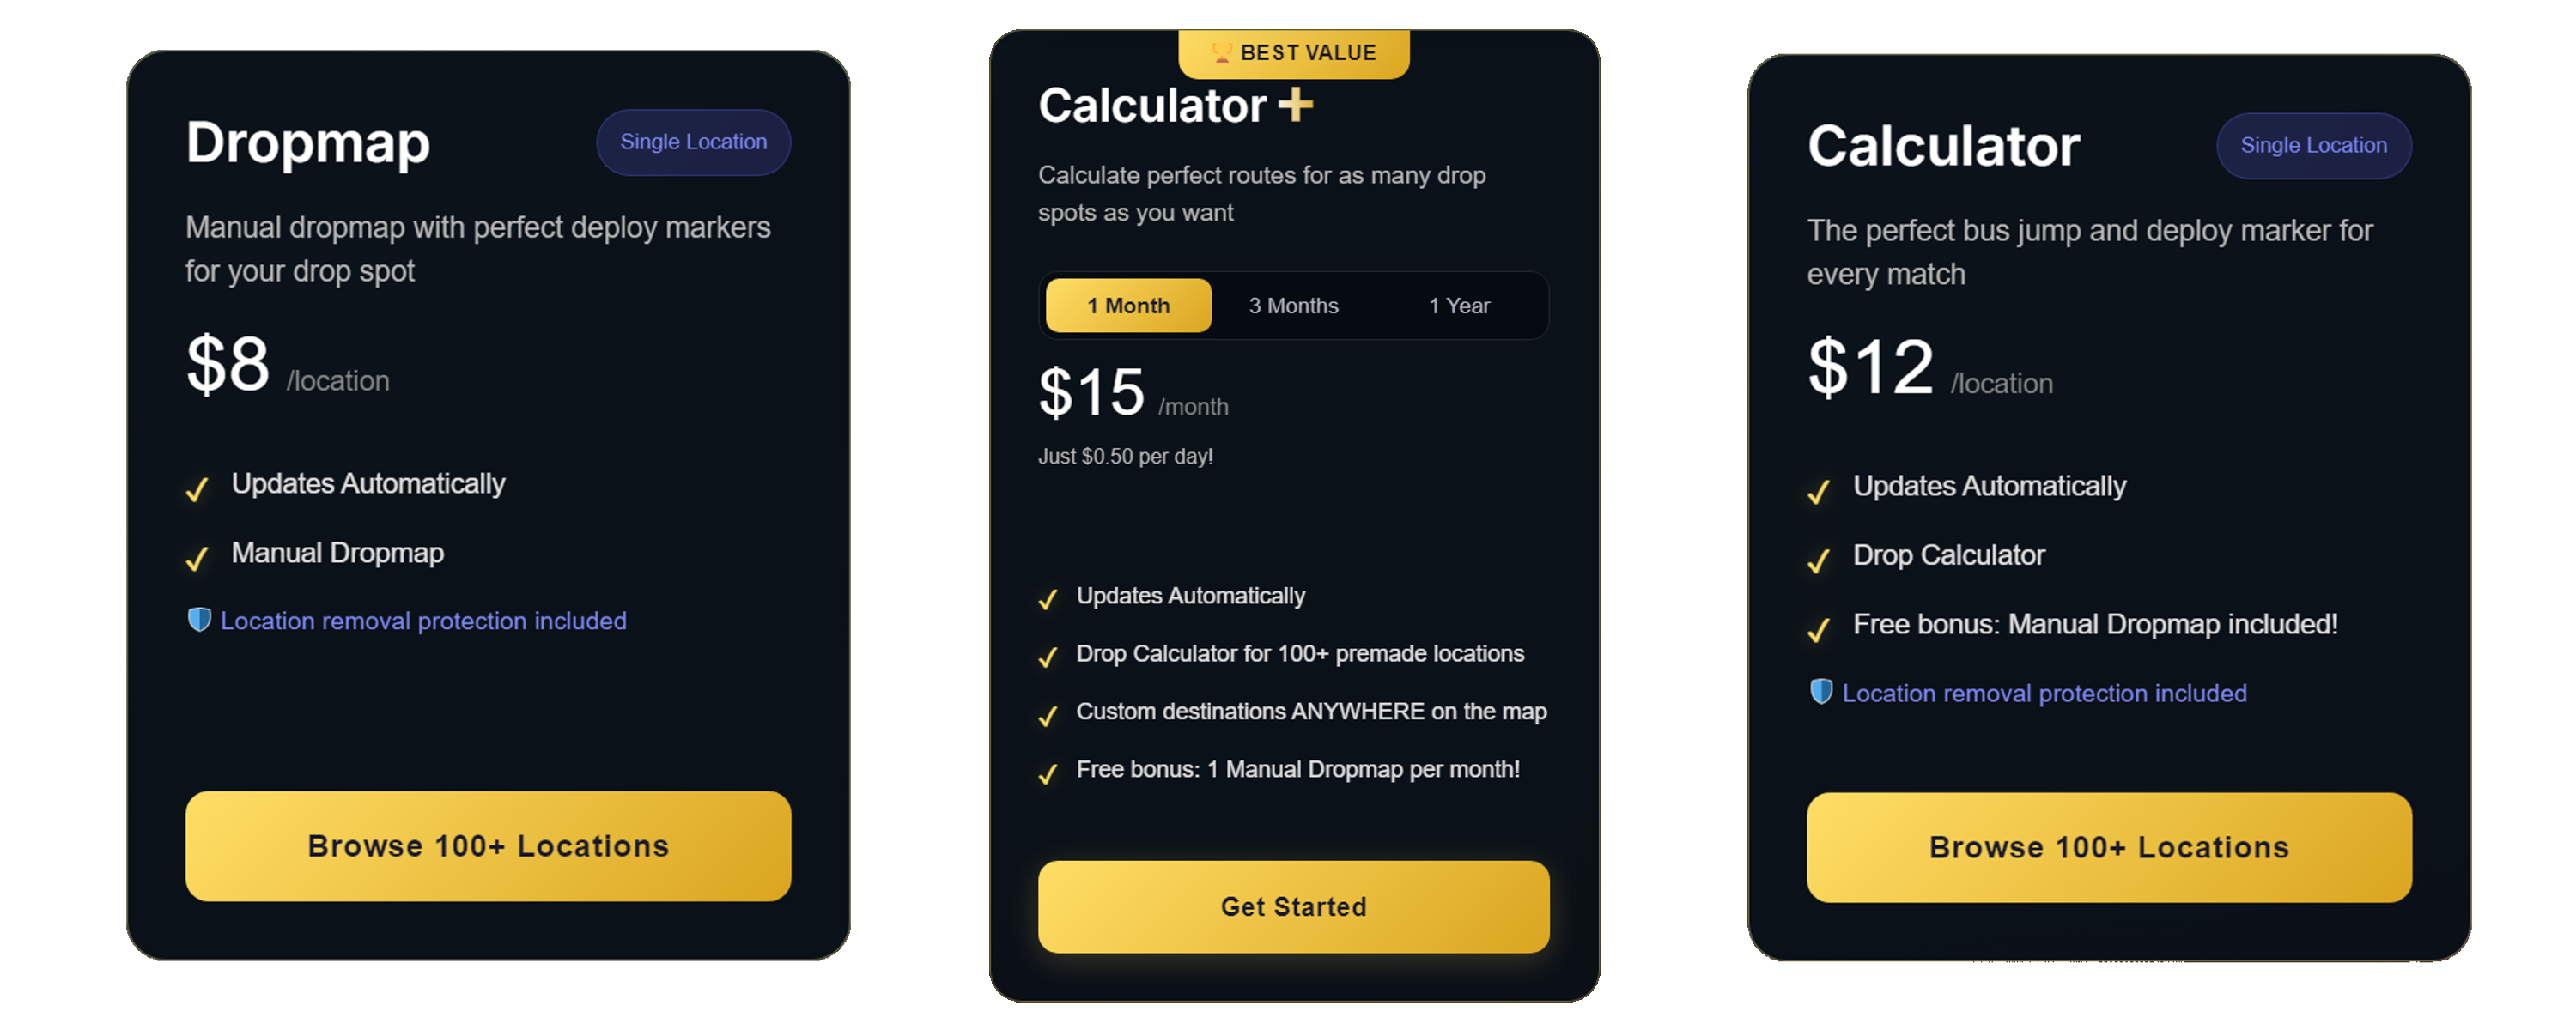 Dropmap
Single Location
Manual dropmap with perfect deploy markers
for your drop spot
$8 /location
✓ Updates Automatically
✓ Manual Dropmap
Location removal protection included
Browse 100+ Locations
BEST VALUE
Calculator +
Calculate perfect routes for as many drop
spots as you want
1 Month 3 Months 1 Year
$15 /month
Just $0.50 per day!
✓ Updates Automatically
✓ Drop Calculator for 100+ premade locations
✓ Custom destinations ANYWHERE on the map
✓ Free bonus: 1 Manual Dropmap per month!
Get Started
Calculator
Single Location
The perfect bus jump and deploy marker for
every match
$12 /location
✓ Updates Automatically
✓ Drop Calculator
✓ Free bonus: Manual Dropmap included!
Location removal protection included
Browse 100+ Locations